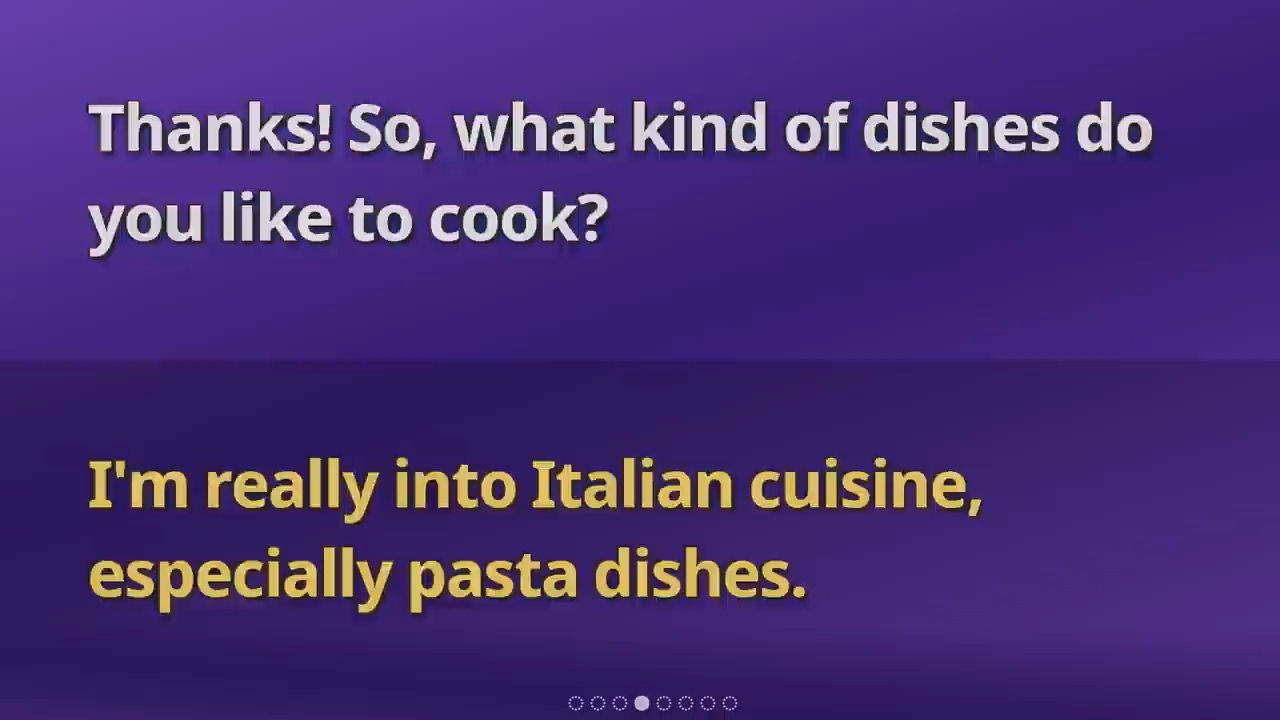 Thanks! So, what kind of dishes do
you like to cook?
I'm really into Italian cuisine,
especially pasta dishes.